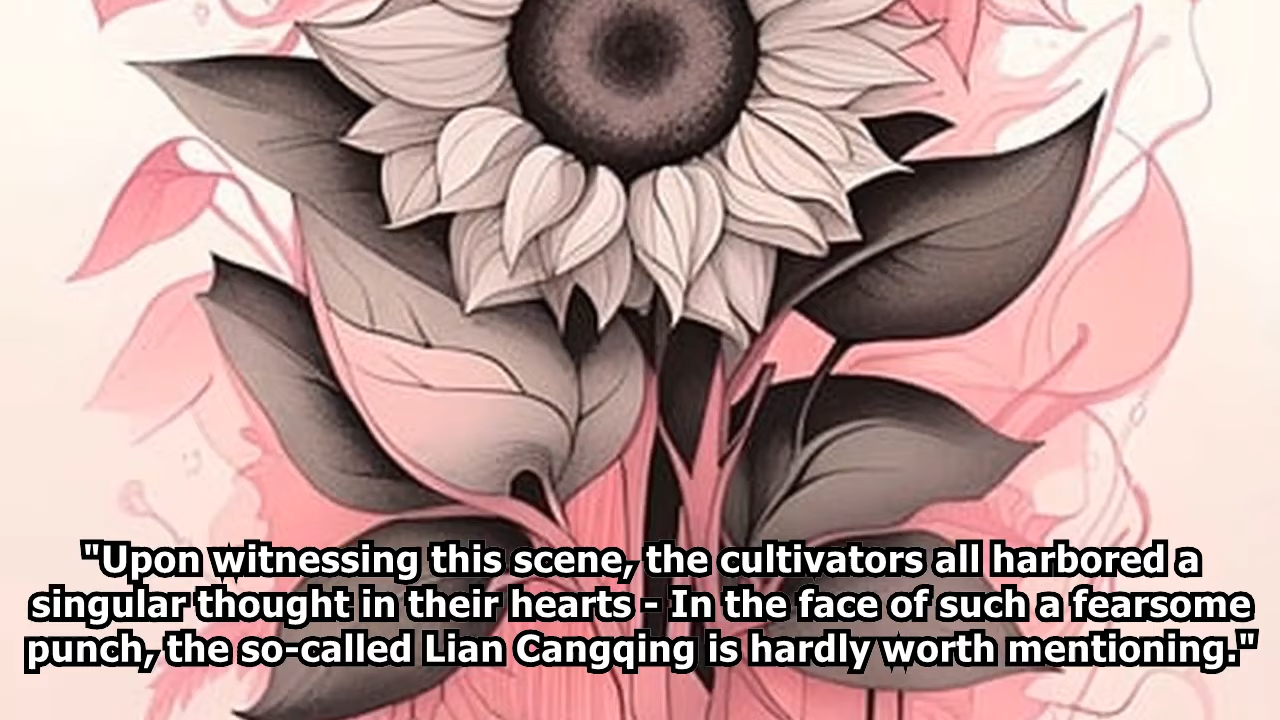 "Upon witnessing this scene, the cultivators all harbored a
singular thought in their hearts - In the face of such a fearsome
punch, the so-called Lian Cangqing is hardly worth mentioning."